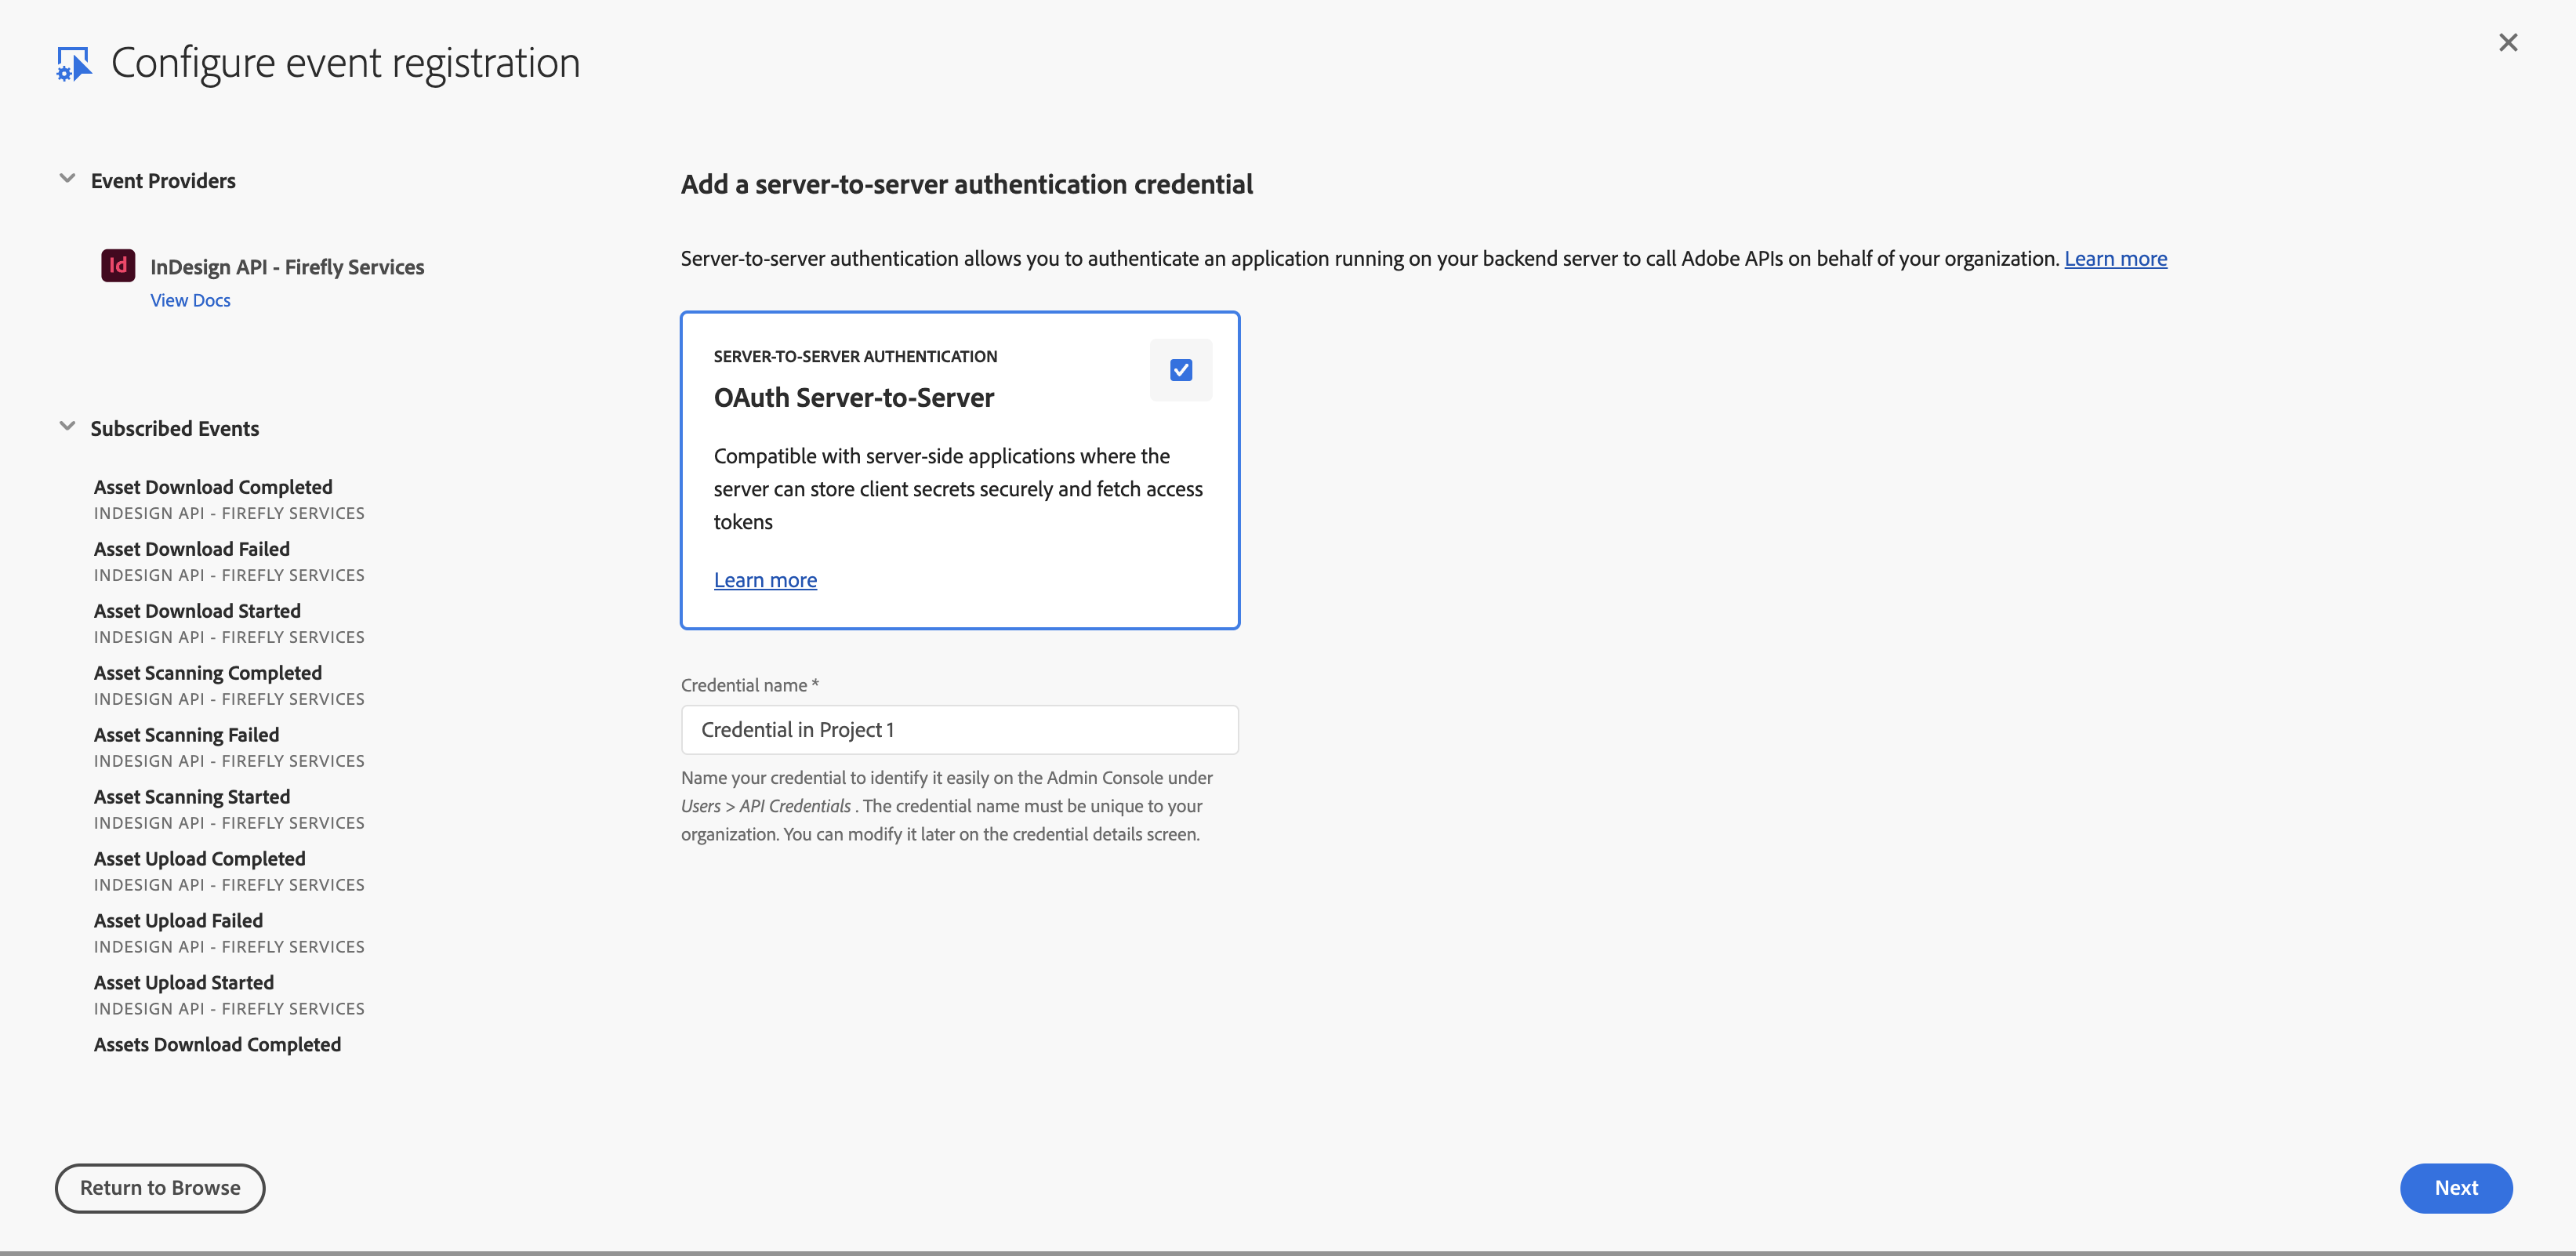 Configure event registration
Event Providers
Id
InDesign API - Firefly Services
View Docs
Subscribed Events
Asset Download Completed
INDESIGN API - FIREFLY SERVICES
Asset Download Failed
INDESIGN API - FIREFLY SERVICES
Asset Download Started
INDESIGN API - FIREFLY SERVICES
Asset Scanning Completed
INDESIGN API - FIREFLY SERVICES
Asset Scanning Failed
INDESIGN API - FIREFLY SERVICES
Asset Scanning Started
INDESIGN API - FIREFLY SERVICES
Asset Upload Completed
INDESIGN API - FIREFLY SERVICES
Asset Upload Failed
INDESIGN API - FIREFLY SERVICES
Asset Upload Started
INDESIGN API - FIREFLY SERVICES
Assets Download Completed
Add a server-to-server authentication credential
Server-to-server authentication allows you to authenticate an application running on your backend server to call Adobe APIs on behalf of your organization. Learn more
SERVER-TO-SERVER AUTHENTICATION
OAuth Server-to-Server
Compatible with server-side applications where the
server can store client secrets securely and fetch access
tokens
Learn more
Credential name *
Credential in Project 1
Name your credential to identify it easily on the Admin Console under
Users > API Credentials . The credential name must be unique to your
organization. You can modify it later on the credential details screen.
Return to Browse
Next